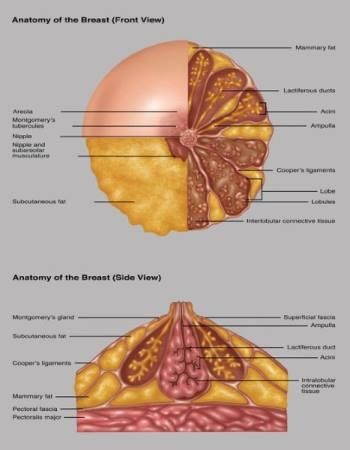 Anatomy of the Breast (Front View)
Mammary fat
Lactiferous ducts
Acini
Ampulla
Areola
Montgomery's
tubercules
Nipple
Nipple and
subareolar
musculature
Cooper's ligaments
Lobe
Lobules
Subcutaneous fat
Interlobular connective tissue
Anatomy of the Breast (Side View)
Montgomery's gland
Superficial fascia
Ampulla
Subcutaneous fat
Lactiferous duct
Acini
Cooper's ligaments
Intralobular
connective
tissue
Mammary fat
Pectoral fascia
Pectoralis major